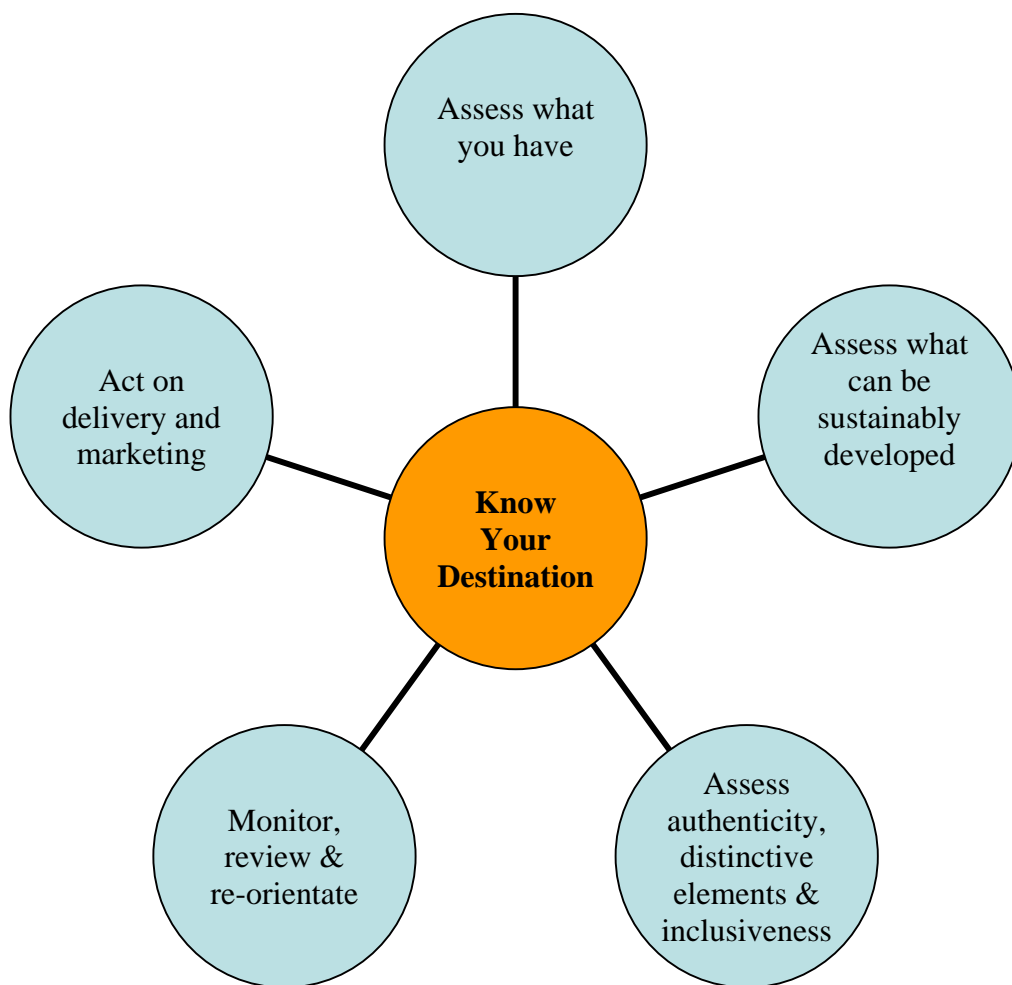 Assess what
you have
Assess what
can be
sustainably
developed
Act on
delivery and
marketing
Know
Your
Destination
Assess
authenticity,
distinctive
elements &
inclusiveness
Monitor,
review &
re-orientate